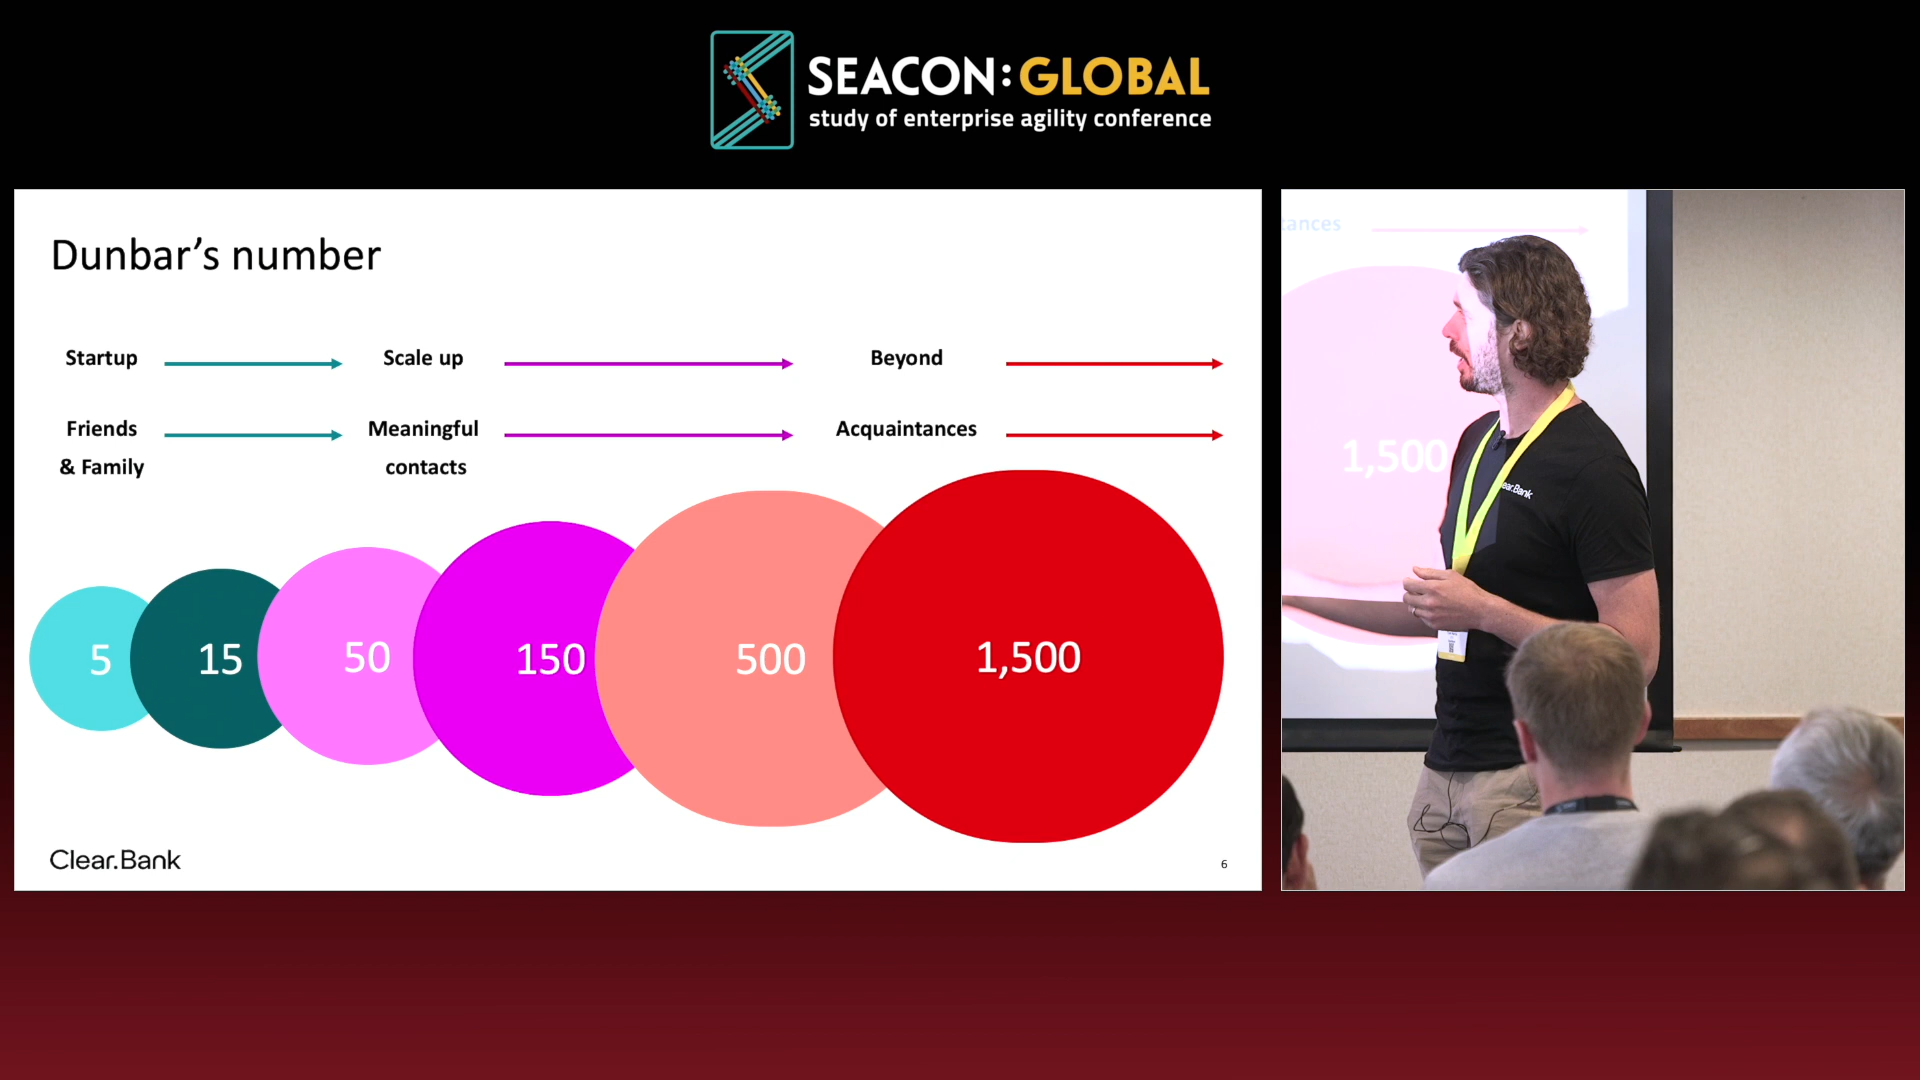 SEACON:GLOBAL
study of enterprise agility conference
Dunbar's number
Startup
Scale up
Beyond
Friends
& Family
Meaningful
contacts
Acquaintances
5
15
50
150
500
1,500
Clear.Bank
6
1,500